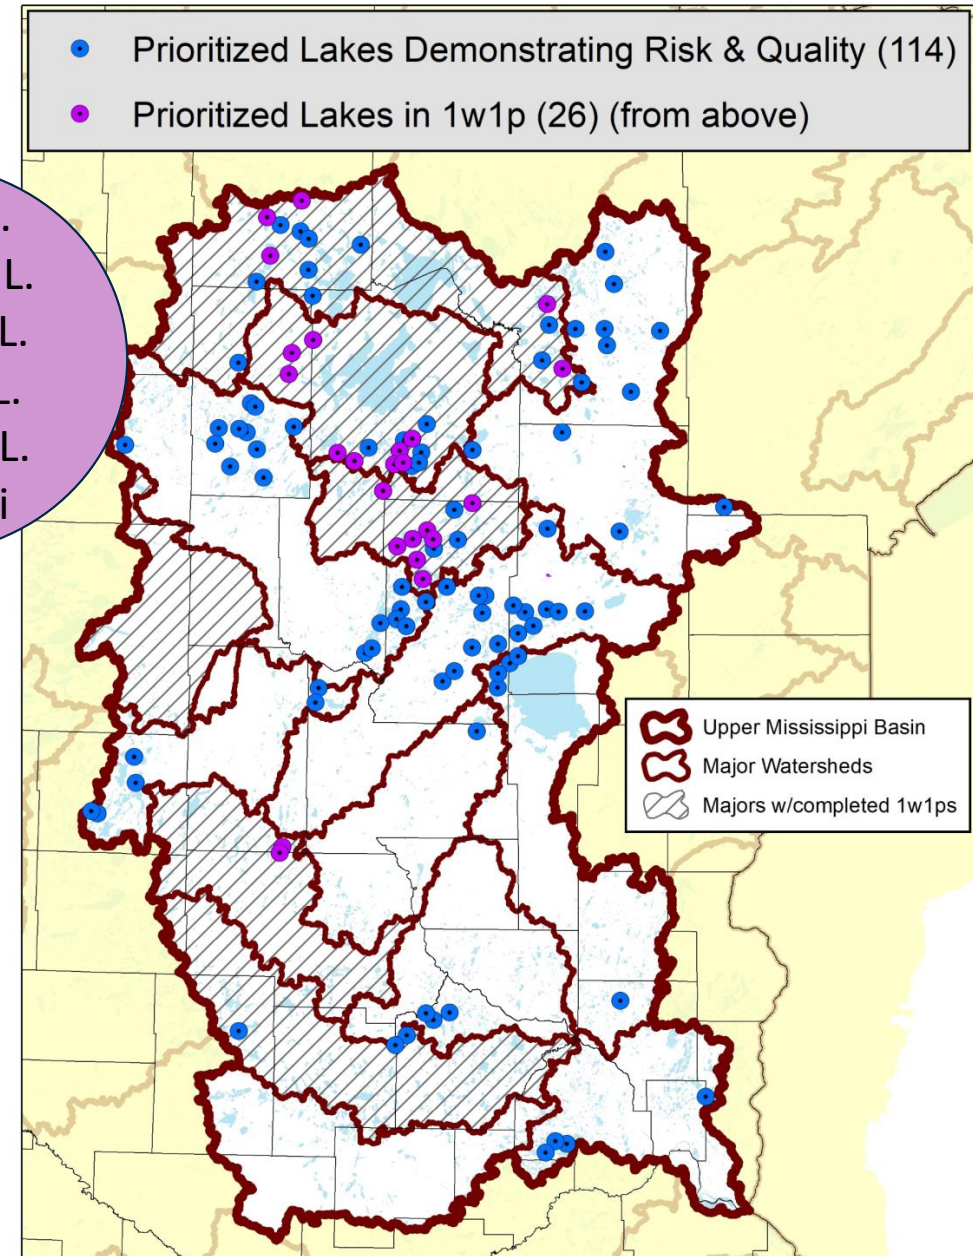 Prioritized Lakes Demonstrating Risk & Quality (114)
Prioritized Lakes in 1w1p (26) (from above)
.
L.
L.
L.
L.
i
Upper Mississippi Basin
Major Watersheds
Majors w/completed 1w1ps